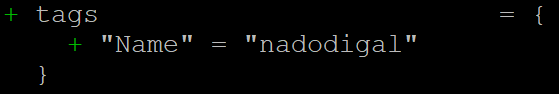 + tags = {
+ "Name" = "nadodigal"
}